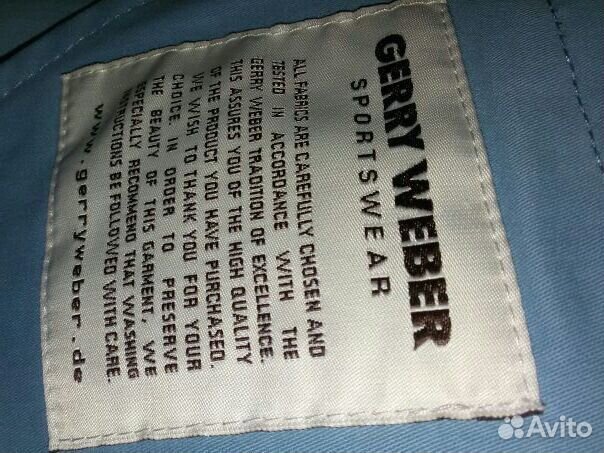 GERRY WEBER
SPORTSWEAR
ALL FABRICS ARE CAREFULLY CHOSEN AND
TESTED IN ACCORDANCE WITH THE
GERRY WEBER TRADITION OF EXCELLENCE.
THIS ASSURES YOU OF THE HIGH QUALITY
OF THE PRODUCT YOU HAVE PURCHASED.
WE WISH TO THANK YOU FOR YOUR
CHOICE. IN ORDER TO PRESERVE
THE BEAUTY OF THIS GARMENT, WE
ESPECIALLY RECOMMEND THAT WASHING
INSTRUCTIONS BE FOLLOWED WITH CARE.
www.gerryweber.de
Avito